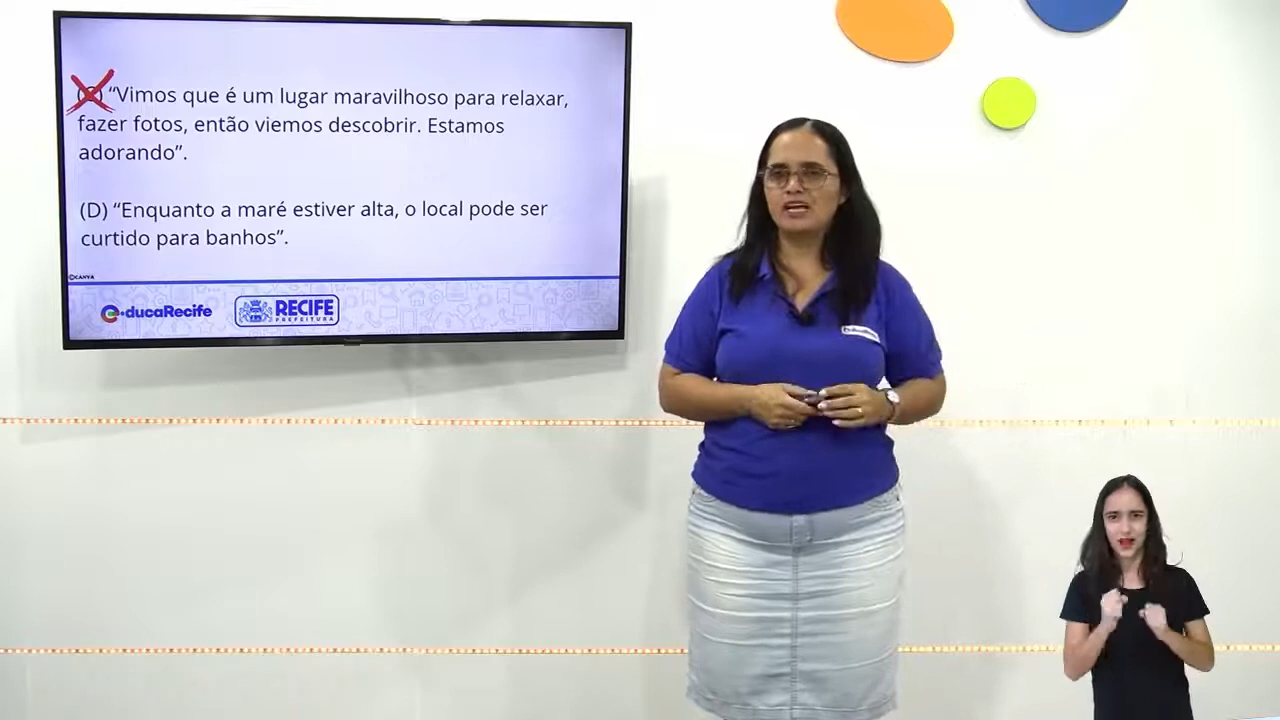 (C) “Vimos que é um lugar maravilhoso para relaxar,
fazer fotos, então viemos descobrir. Estamos
adorando”.
(D) “Enquanto a maré estiver alta, o local pode ser
curtido para banhos”.
©CANVA
e-ducaRecife
RECIFE
PREFEITURA